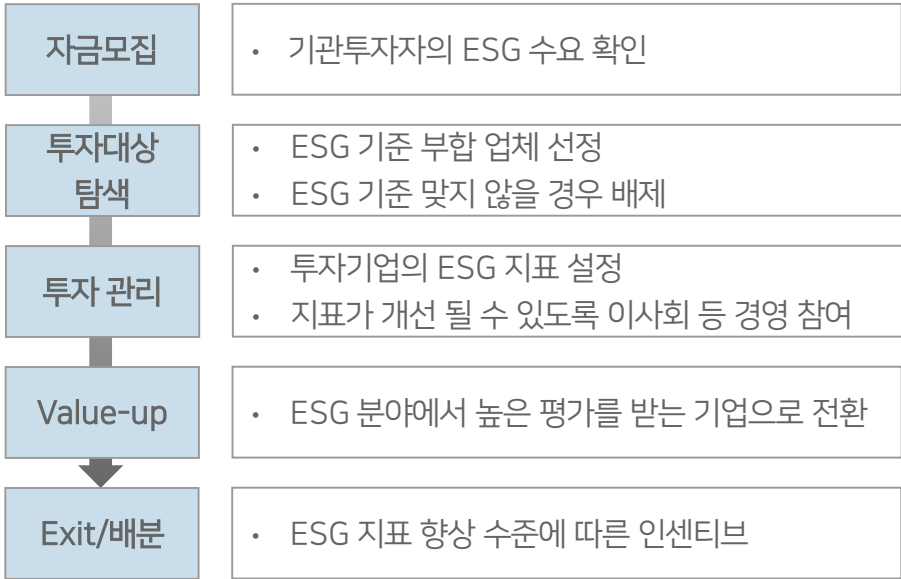 자금모집
• 기관투자자의 ESG 수요 확인
투자대상
탐색
• ESG 기준 부합 업체 선정
• ESG 기준 맞지 않을 경우 배제
투자 관리
• 투자기업의 ESG 지표 설정
• 지표가 개선 될 수 있도록 이사회 등 경영 참여
Value-up
• ESG 분야에서 높은 평가를 받는 기업으로 전환
Exit/배분
• ESG 지표 향상 수준에 따른 인센티브